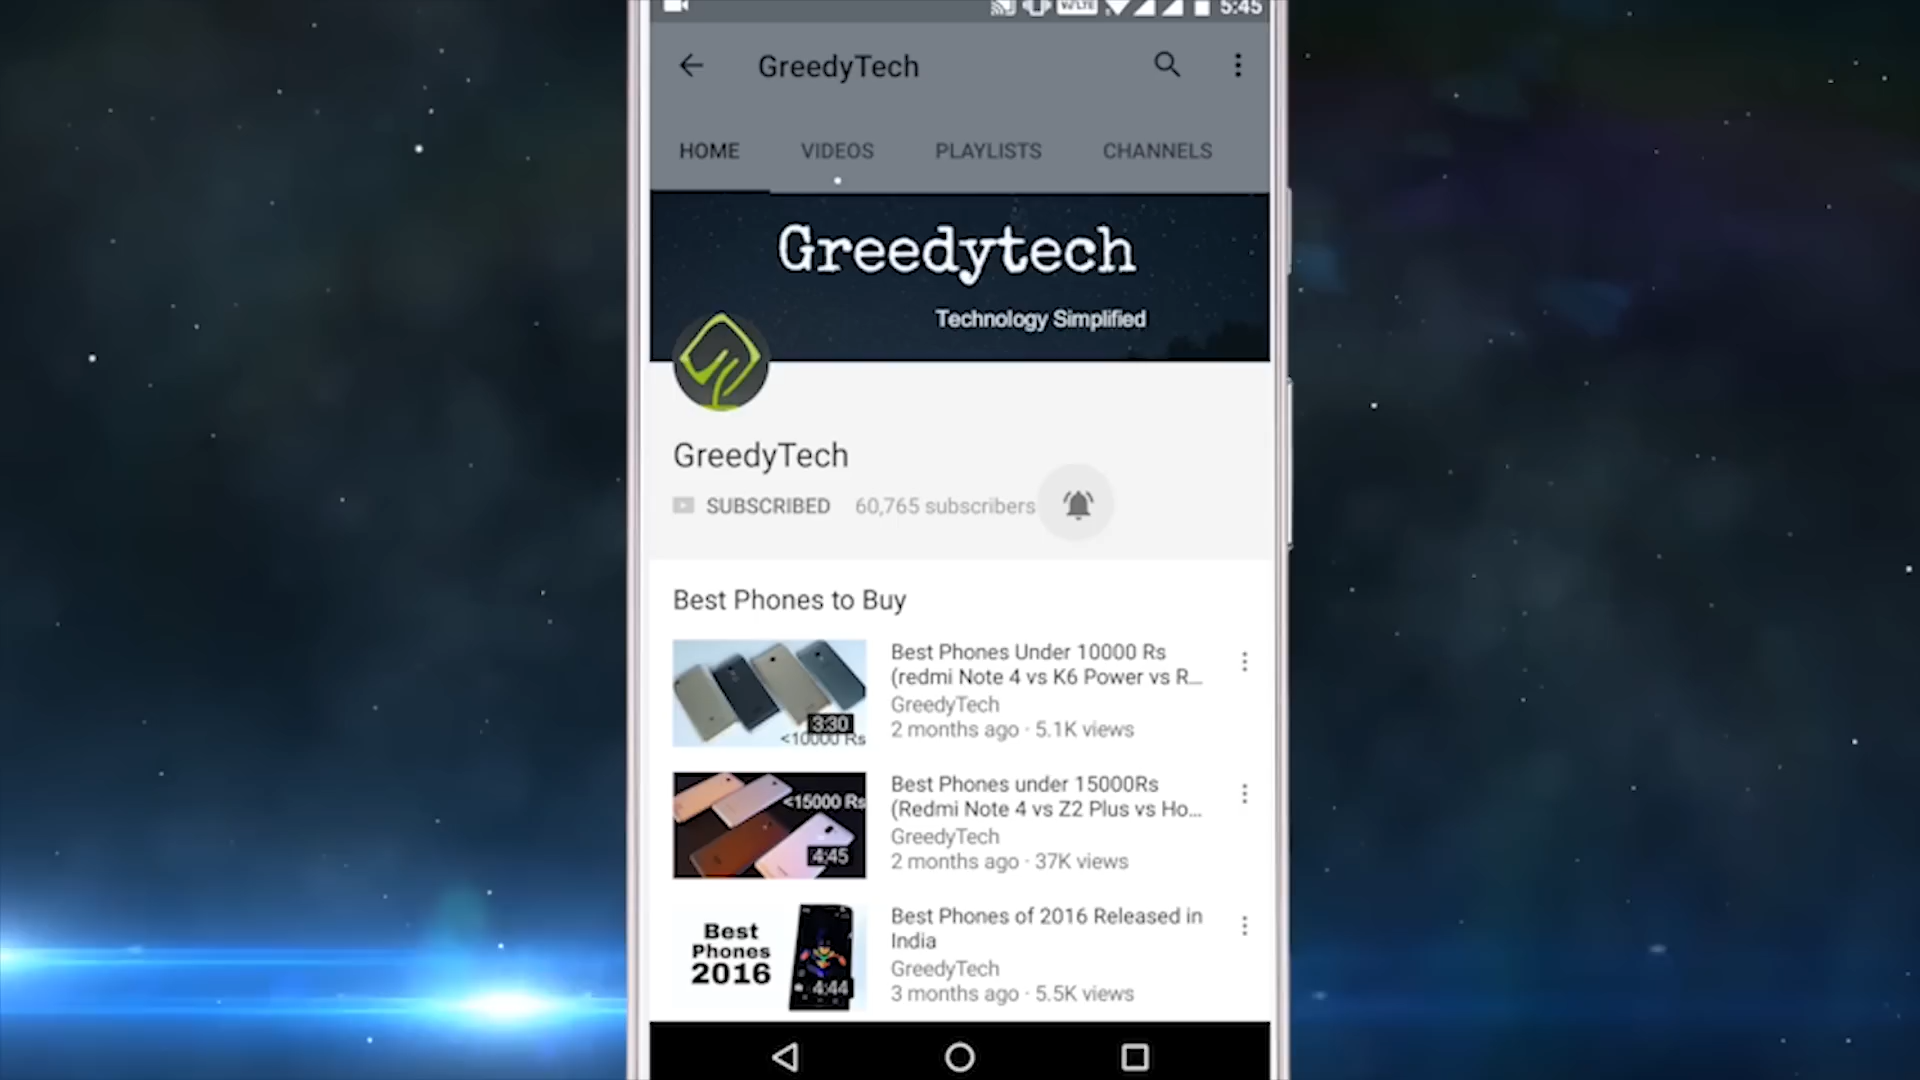 VoLTE 5:45
GreedyTech
HOME VIDEOS PLAYLISTS CHANNELS
Greedytech
Technology Simplified
GreedyTech
SUBSCRIBED 60,765 subscribers
Best Phones to Buy
Best Phones Under 10000 Rs
(redmi Note 4 vs K6 Power vs R...
GreedyTech
2 months ago · 5.1K views
3:30
<10000 Rs
Best Phones under 15000Rs
(Redmi Note 4 vs Z2 Plus vs Ho...
GreedyTech
2 months ago · 37K views
<15000 Rs
4:45
Best Phones of 2016 Released in
India
GreedyTech
3 months ago · 5.5K views
Best
Phones
2016
4:44